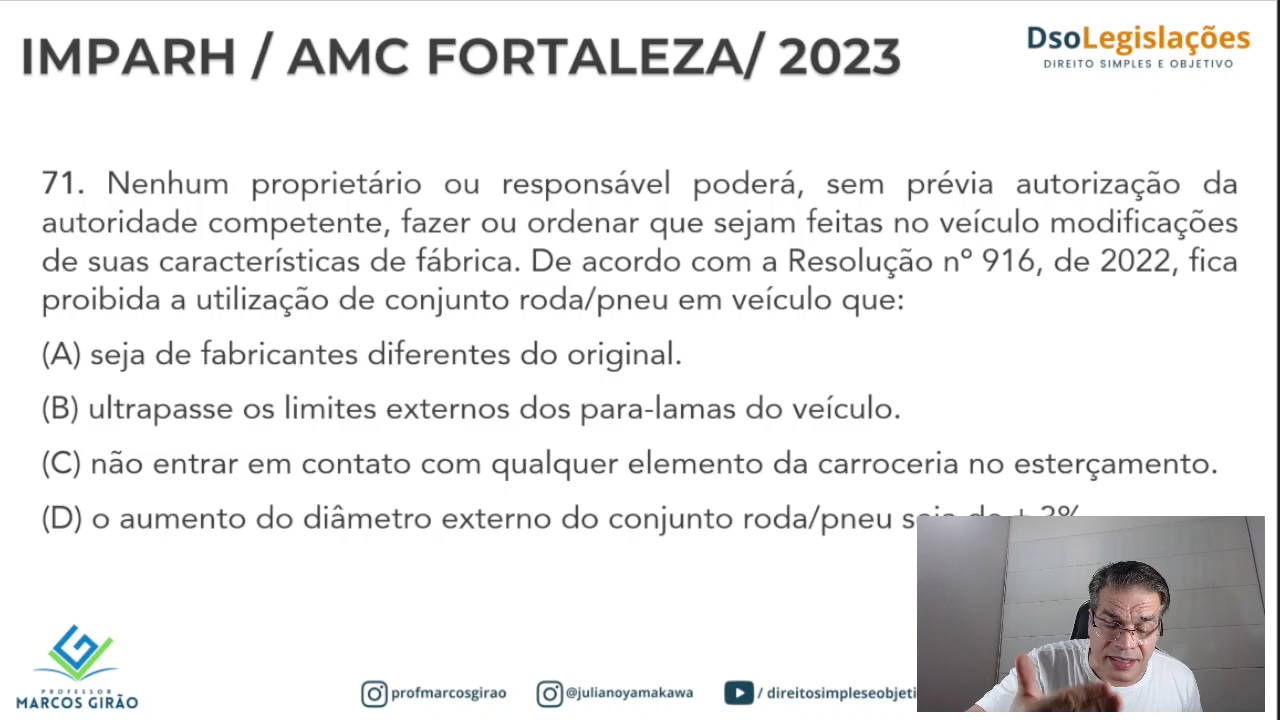 IMPARH / AMC FORTALEZA/ 2023
DsoLegislações
DIREITO SIMPLES E OBJETIVO
71. Nenhum proprietário ou responsável poderá, sem prévia autorização da
autoridade competente, fazer ou ordenar que sejam feitas no veículo modificações
de suas características de fábrica. De acordo com a Resolução nº 916, de 2022, fica
proibida a utilização de conjunto roda/pneu em veículo que:
(A) seja de fabricantes diferentes do original.
(B) ultrapasse os limites externos dos para-lamas do veículo.
(C) não entrar em contato com qualquer elemento da carroceria no esterçamento.
(D) o aumento do diâmetro externo do conjunto roda/pneu
PROFESSOR
MARCOS GIRÃO
profmarcosgirao
@julianoyamakawa
/ direitosimpleseobjeti